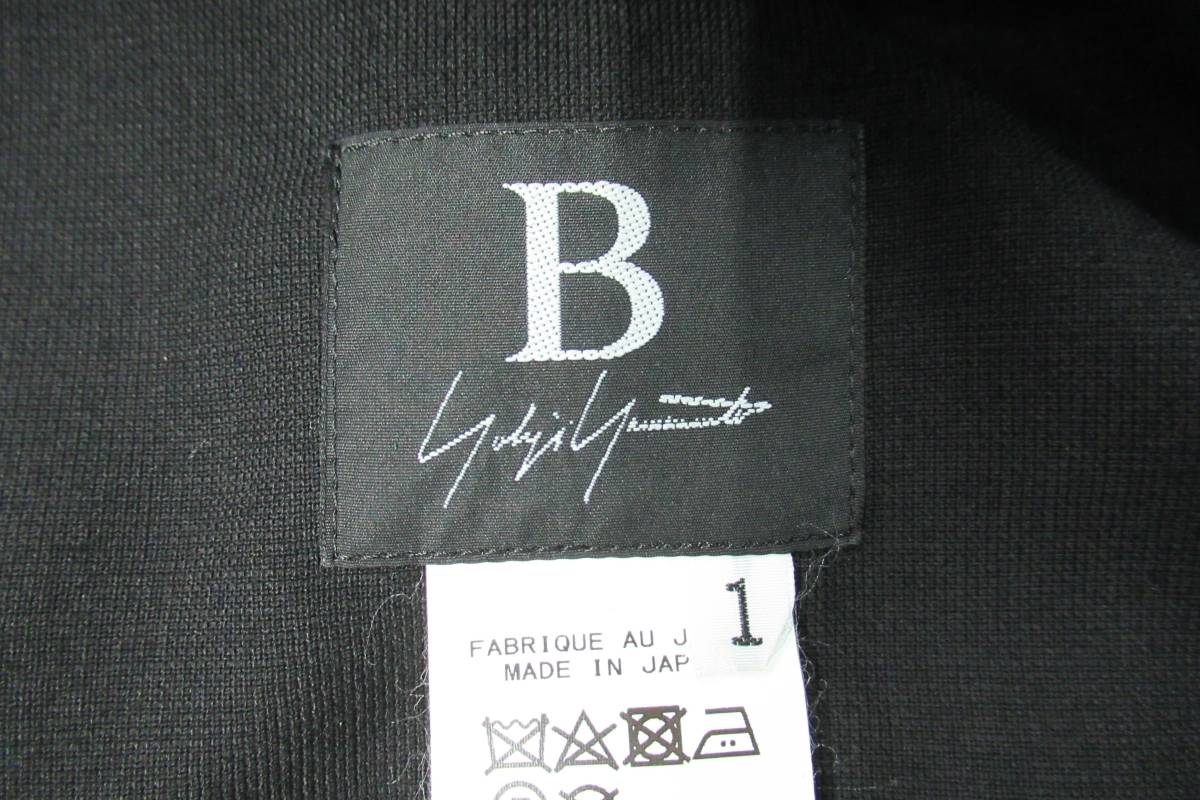 B
Yohji Yamamoto
1
FABRIQUE AU J
MADE IN JAP